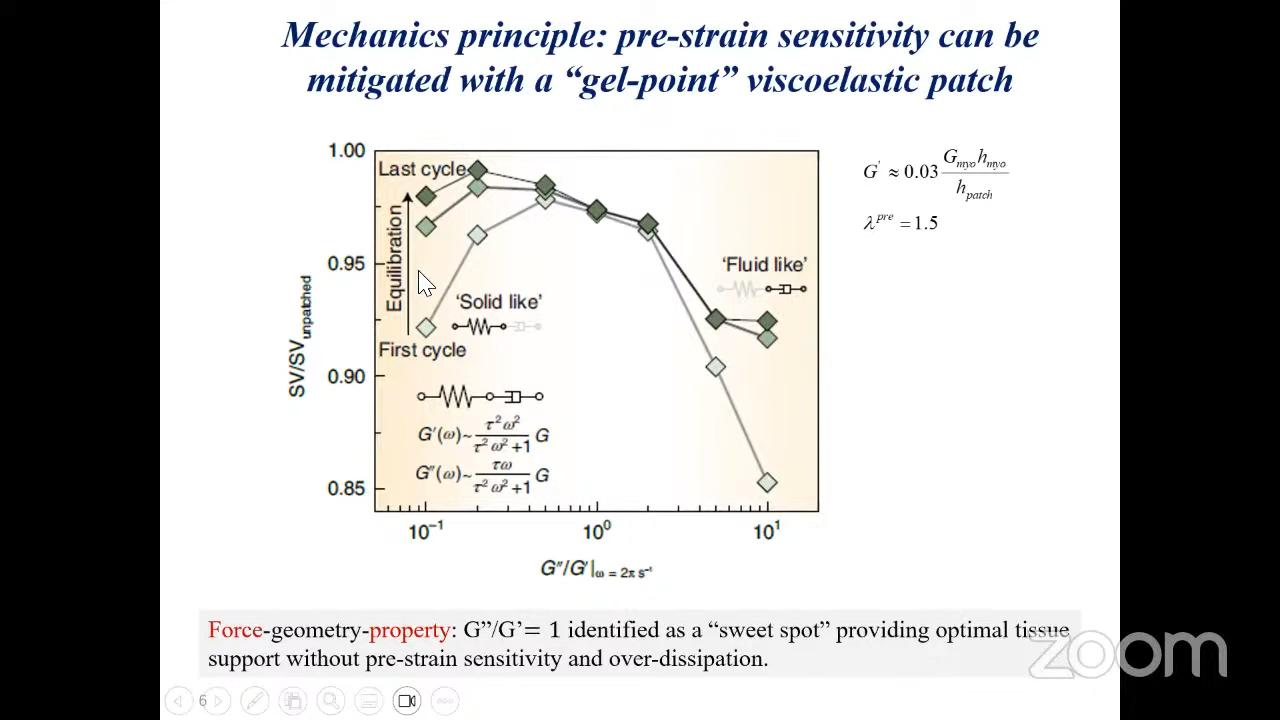 Mechanics principle: pre-strain sensitivity can be
mitigated with a “gel-point” viscoelastic patch
1.00
0.95
0.90
0.85
SV/SVunpatched
Last cycle
Equilibration
First cycle
‘Solid like’
‘Fluid like’
G'(ω)~ τ²ω² / τ²ω²+1 G
G"(ω)~ τω / τ²ω²+1 G
10⁻¹
10⁰
10¹
G"/G'|ω = 2π s⁻¹
G' ≈ 0.03 Gmyo hmyo / hpatch
λ^pre = 1.5
Force-geometry-property: G”/G’= 1 identified as a “sweet spot” providing optimal tissue
support without pre-strain sensitivity and over-dissipation.
zoom
6